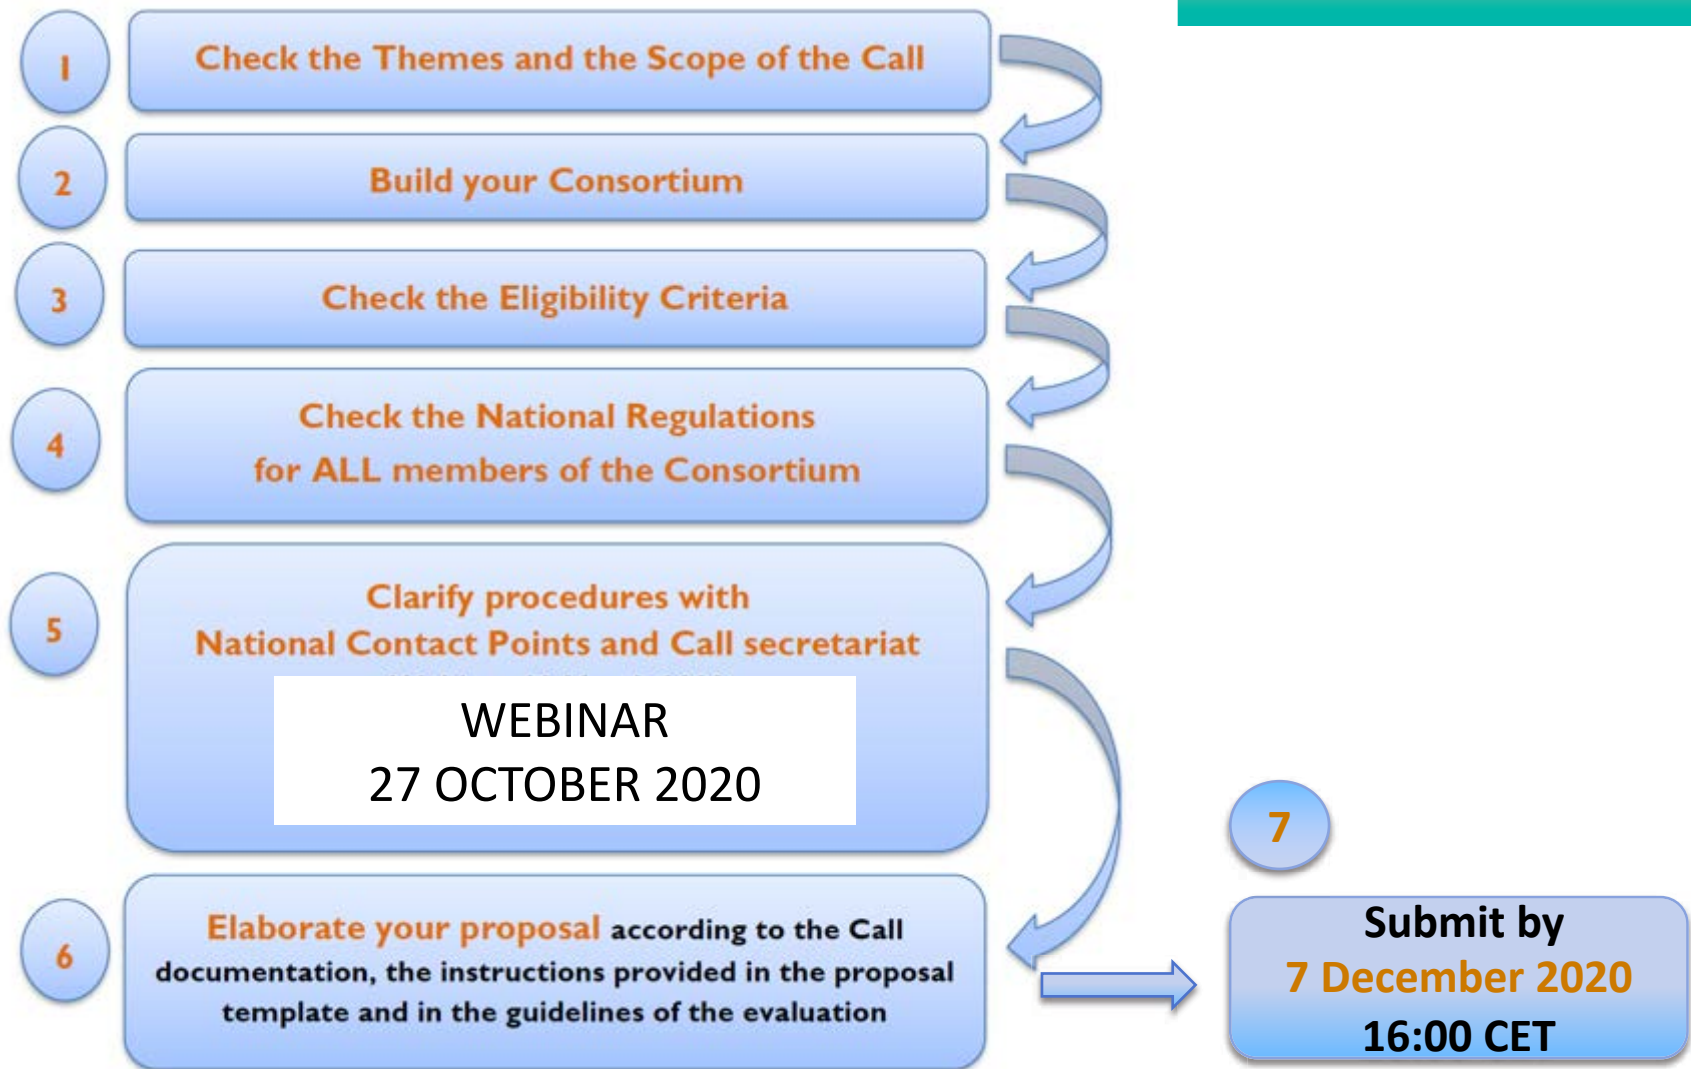 1
Check the Themes and the Scope of the Call
2
Build your Consortium
3
Check the Eligibility Criteria
4
Check the National Regulations
for ALL members of the Consortium
5
Clarify procedures with
National Contact Points and Call secretariat
WEBINAR
27 OCTOBER 2020
6
Elaborate your proposal according to the Call
documentation, the instructions provided in the proposal
template and in the guidelines of the evaluation
7
Submit by
7 December 2020
16:00 CET